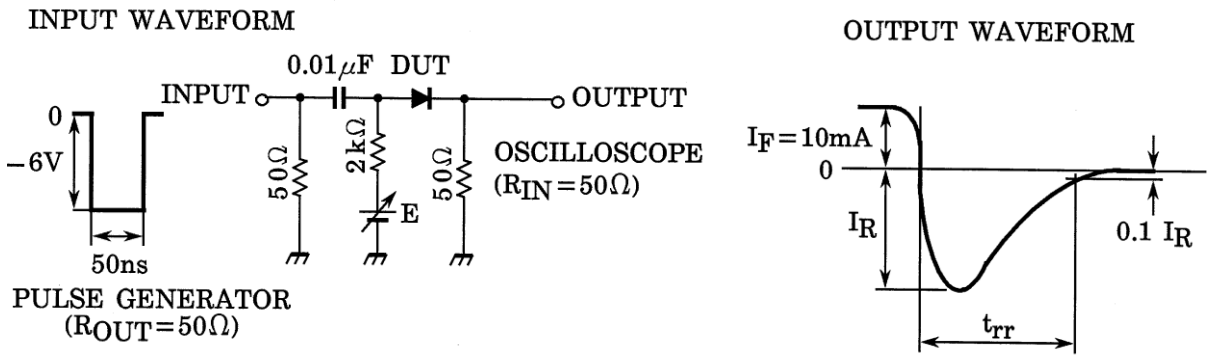 INPUT WAVEFORM
0
−6V
50ns
PULSE GENERATOR
(ROUT=50Ω)
0.01μF DUT
INPUT
OUTPUT
50Ω
2kΩ
E
50Ω
OSCILLOSCOPE
(RIN=50Ω)
OUTPUT WAVEFORM
IF=10mA
0
IR
0.1 IR
trr